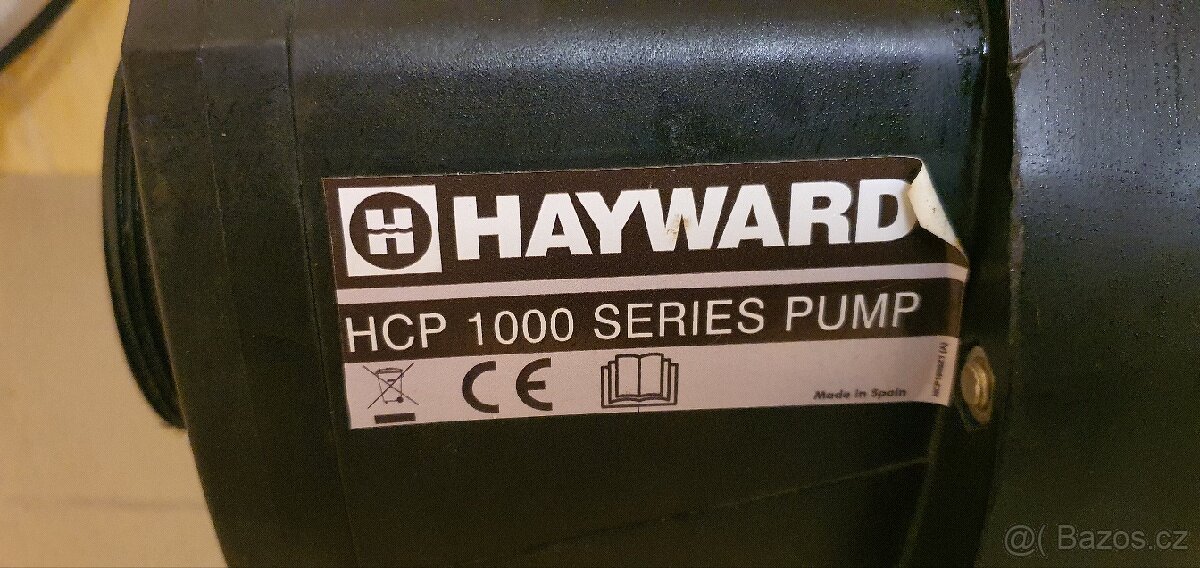 H HAYWARD
HCP 1000 SERIES PUMP
CE
Made in Spain
@( Bazos.cz